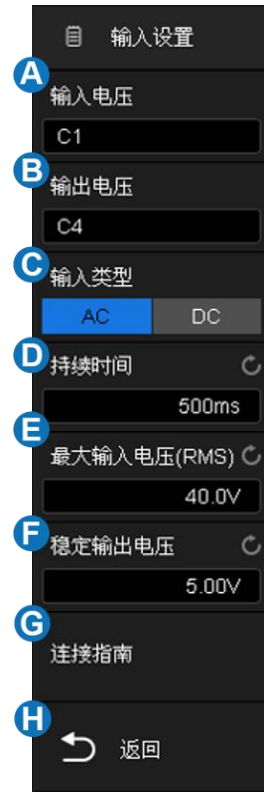 输入设置
A
输入电压
C1
B
输出电压
C4
C
输入类型
AC DC
D
持续时间
500ms
E
最大输入电压(RMS)
40.0V
F
稳定输出电压
5.00V
G
连接指南
H
返回